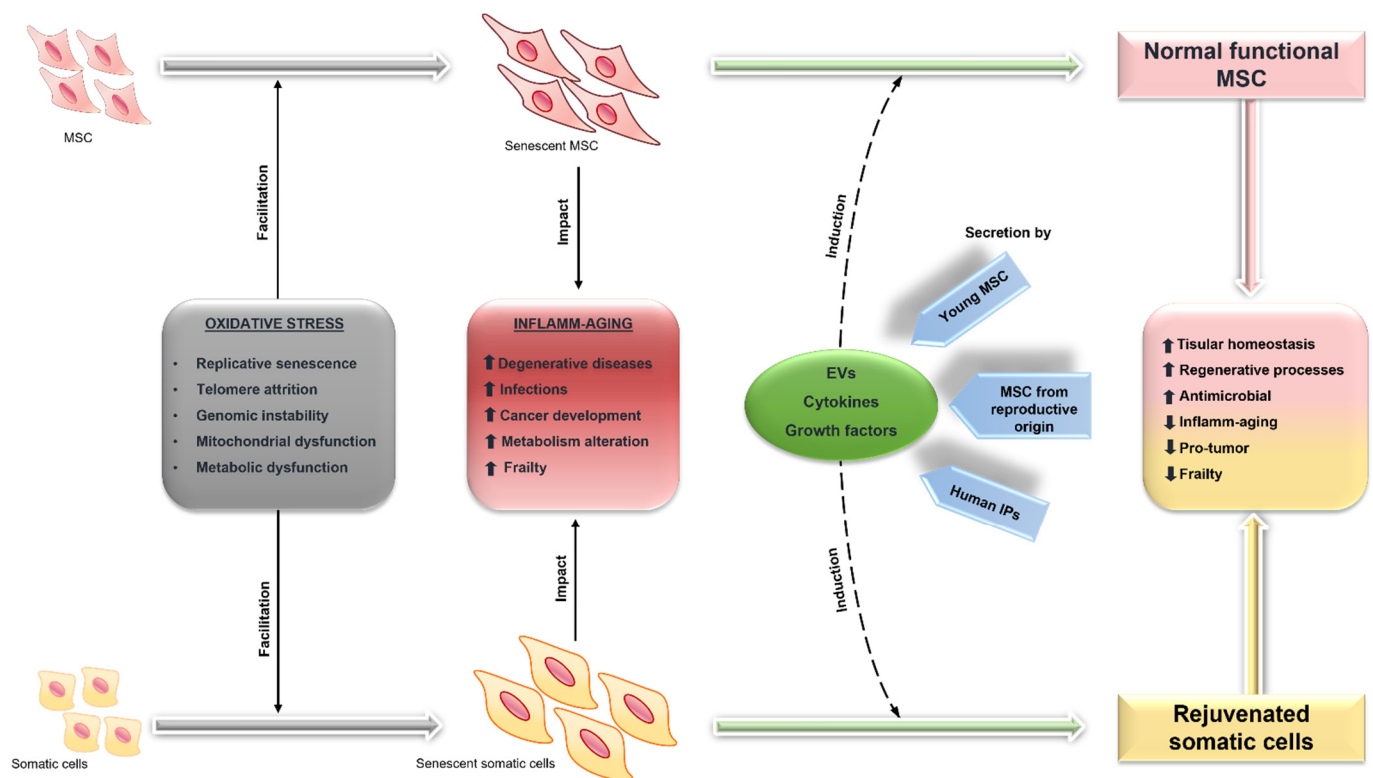 MSC
Senescent MSC
Normal functional
MSC
Facilitation
Impact
Induction
Secretion by
Young MSC
MSC from
reproductive
origin
Human IPs
OXIDATIVE STRESS
• Replicative senescence
• Telomere attrition
• Genomic instability
• Mitochondrial dysfunction
• Metabolic dysfunction
INFLAMM-AGING
⬆ Degenerative diseases
⬆ Infections
⬆ Cancer development
⬆ Metabolism alteration
⬆ Frailty
EVs
Cytokines
Growth factors
⬆ Tisular homeostasis
⬆ Regenerative processes
⬆ Antimicrobial
⬇ Inflamm-aging
⬇ Pro-tumor
⬇ Frailty
Facilitation
Impact
Induction
Somatic cells
Senescent somatic cells
Rejuvenated
somatic cells